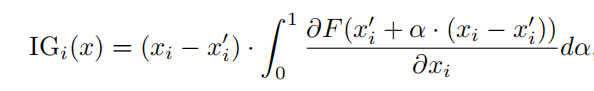 IG_i(x) = (x_i − x′_i) · ∫_0^1 ∂F(x′_i + α · (x_i − x′_i)) / ∂x_i dα.